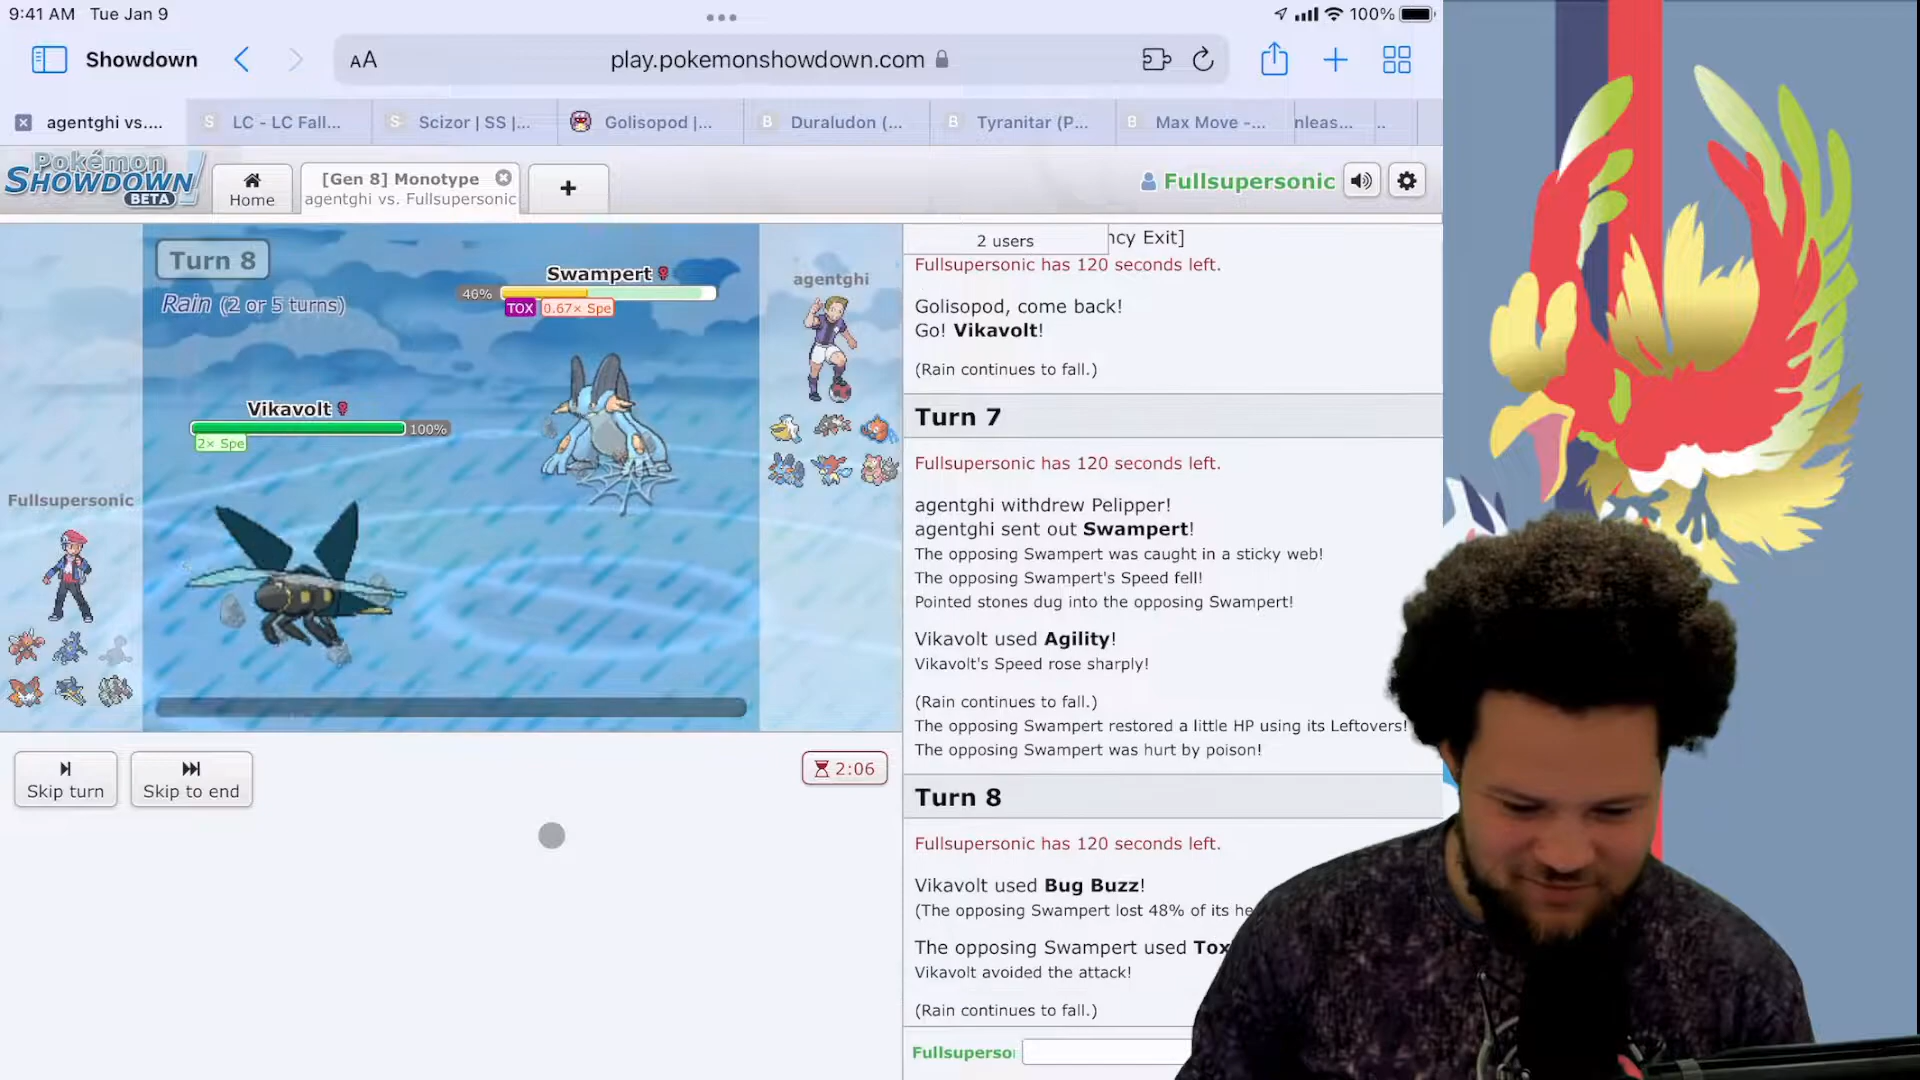 9:41 AM Tue Jan 9
100%
Showdown
AA
play.pokemonshowdown.com
agentghi vs....
S LC - LC Fall...
S Scizor | SS |...
Golisopod |...
B Duraludon (...
B Tyranitar (P...
B Max Move -...
nleas...
..
Pokémon
SHOWDOWN!
BETA
Home
[Gen 8] Monotype
agentghi vs. Fullsupersonic
+
Fullsupersonic
Turn 8
Rain (2 or 5 turns)
Swampert
46%
TOX 0.67× Spe
Vikavolt
100%
2× Spe
agentghi
Fullsupersonic
Skip turn
Skip to end
2:06
2 users
ncy Exit]
Fullsupersonic has 120 seconds left.
Golisopod, come back!
Go! Vikavolt!
(Rain continues to fall.)
Turn 7
Fullsupersonic has 120 seconds left.
agentghi withdrew Pelipper!
agentghi sent out Swampert!
The opposing Swampert was caught in a sticky web!
The opposing Swampert's Speed fell!
Pointed stones dug into the opposing Swampert!
Vikavolt used Agility!
Vikavolt's Speed rose sharply!
(Rain continues to fall.)
The opposing Swampert restored a little HP using its Leftovers!
The opposing Swampert was hurt by poison!
Turn 8
Fullsupersonic has 120 seconds left.
Vikavolt used Bug Buzz!
(The opposing Swampert lost 48% of its he
The opposing Swampert used Tox
Vikavolt avoided the attack!
(Rain continues to fall.)
Fullsuperso